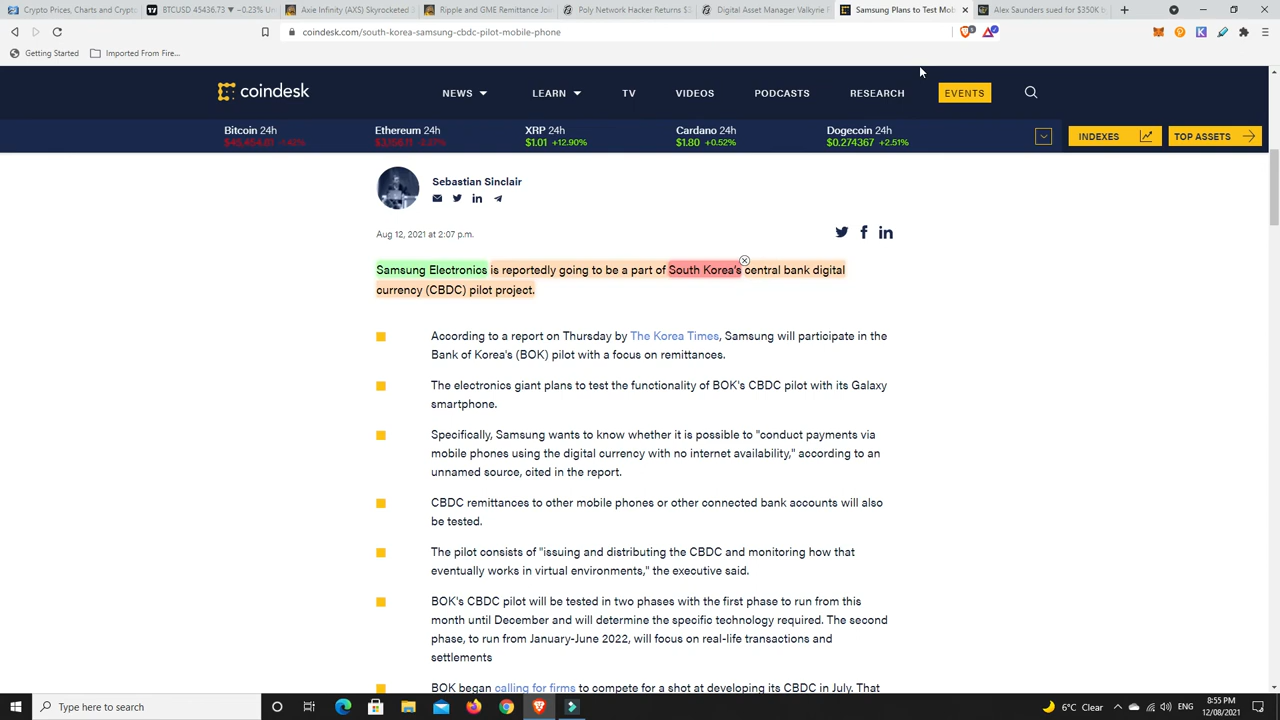 Crypto Prices, Charts and Crypto
BTCUSD 45436.73 ▼ −0.23% Un
Axie Infinity (AXS) Skyrocketed
Ripple and GME Remittance Joi
Poly Network Hacker Returns $
Digital Asset Manager Valkyrie F
Samsung Plans to Test Mob
Alex Saunders sued for $350K b
coindesk.com/south-korea-samsung-cbdc-pilot-mobile-phone
Getting Started
Imported From Fire...
coindesk
NEWS
LEARN
TV
VIDEOS
PODCASTS
RESEARCH
EVENTS
Bitcoin 24h
Ethereum 24h
XRP 24h
Cardano 24h
Dogecoin 24h
$1.01 +12.90%
$1.80 +0.52%
$0.274367 +2.51%
INDEXES
TOP ASSETS
Sebastian Sinclair
Aug 12, 2021 at 2:07 p.m.
Samsung Electronics is reportedly going to be a part of South Korea's central bank digital
currency (CBDC) pilot project.
According to a report on Thursday by The Korea Times, Samsung will participate in the
Bank of Korea's (BOK) pilot with a focus on remittances.
The electronics giant plans to test the functionality of BOK's CBDC pilot with its Galaxy
smartphone.
Specifically, Samsung wants to know whether it is possible to "conduct payments via
mobile phones using the digital currency with no internet availability," according to an
unnamed source, cited in the report.
CBDC remittances to other mobile phones or other connected bank accounts will also
be tested.
The pilot consists of "issuing and distributing the CBDC and monitoring how that
eventually works in virtual environments," the executive said.
BOK's CBDC pilot will be tested in two phases with the first phase to run from this
month until December and will determine the specific technology required. The second
phase, to run from January-June 2022, will focus on real-life transactions and
settlements
BOK began calling for firms to compete for a shot at developing its CBDC in July. That
Type here to search
6°C Clear
ENG
8:55 PM
12/08/2021